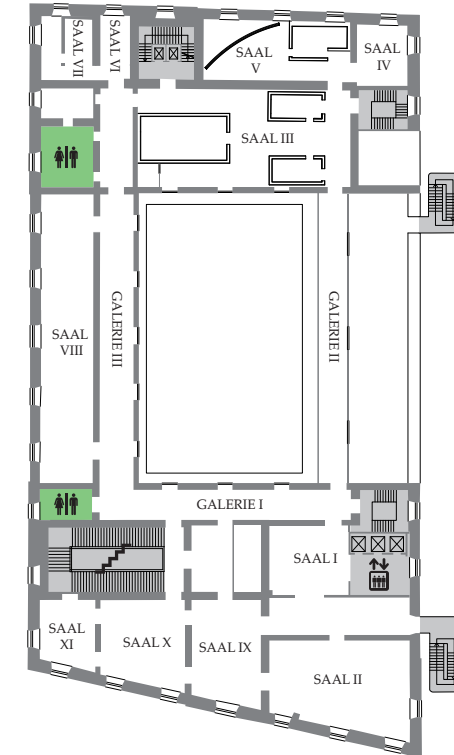 SAAL VII
SAAL VI
SAAL
V
SAAL
IV
SAAL III
SAAL
VIII
GALERIE III
GALERIE II
GALERIE I
SAAL I
SAAL
XI
SAAL X
SAAL IX
SAAL II